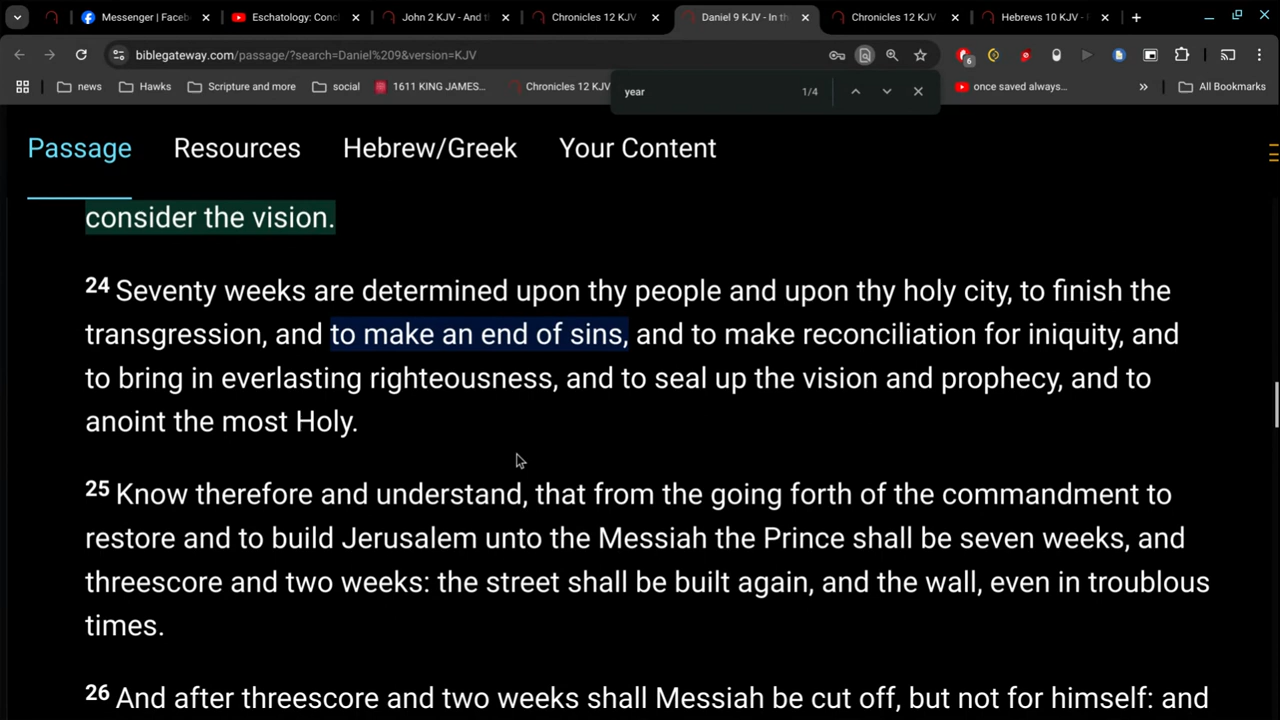 Messenger | Faceb
Eschatology: Concl
John 2 KJV - And th
Chronicles 12 KJV
Daniel 9 KJV - In th
Chronicles 12 KJV
Hebrews 10 KJV - F
biblegateway.com/passage/?search=Daniel%209&version=KJV
6
news
Hawks
Scripture and more
social
1611 KING JAMES...
Chronicles 12 KJV
once saved always...
»
All Bookmarks
year
1/4
Passage
Resources
Hebrew/Greek
Your Content
consider the vision.
24 Seventy weeks are determined upon thy people and upon thy holy city, to finish the
transgression, and to make an end of sins, and to make reconciliation for iniquity, and
to bring in everlasting righteousness, and to seal up the vision and prophecy, and to
anoint the most Holy.
25 Know therefore and understand, that from the going forth of the commandment to
restore and to build Jerusalem unto the Messiah the Prince shall be seven weeks, and
threescore and two weeks: the street shall be built again, and the wall, even in troublous
times.
26 And after threescore and two weeks shall Messiah be cut off, but not for himself: and